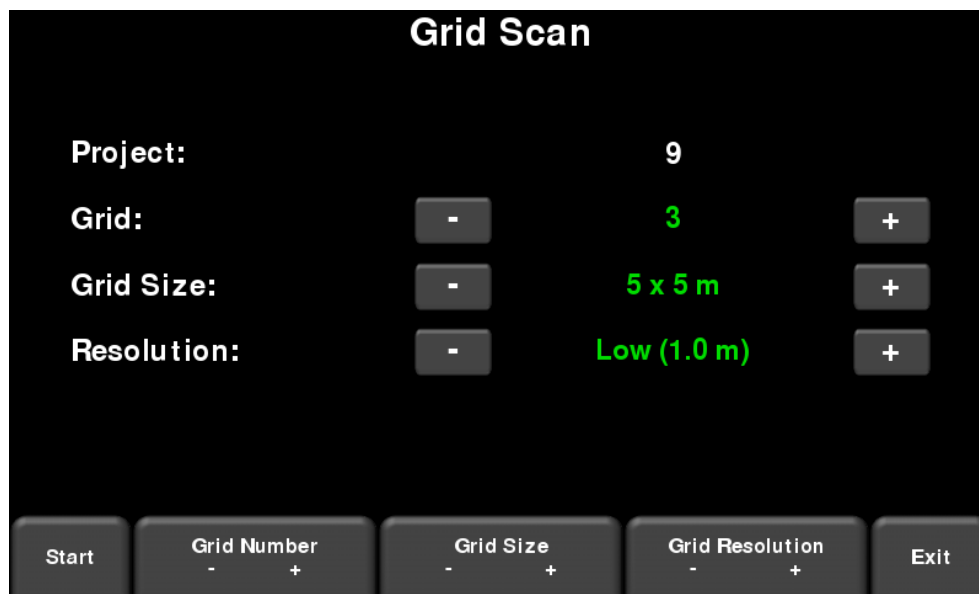 Grid Scan
Project: 9
Grid: - 3 +
Grid Size: - 5 x 5 m +
Resolution: - Low (1.0 m) +
Start Grid Number Grid Size Grid Resolution Exit
- + - + - +